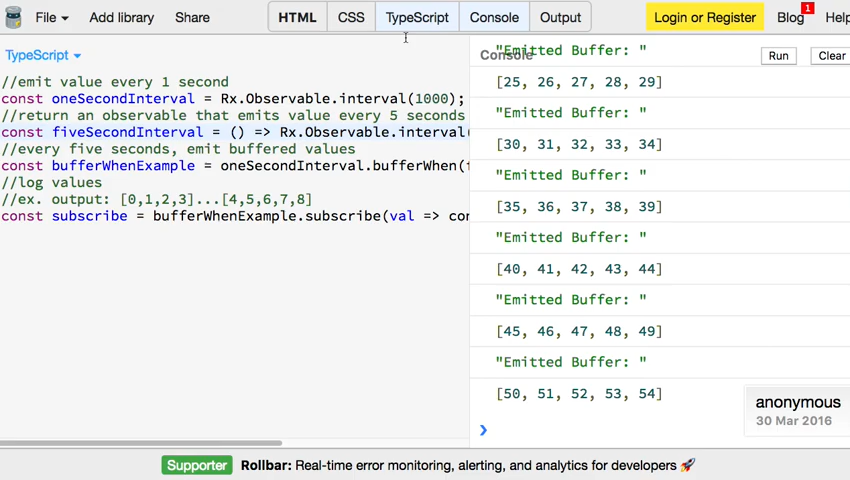 File Add library Share HTML CSS TypeScript Console Output Login or Register Blog 1 Help
TypeScript
//emit value every 1 second
const oneSecondInterval = Rx.Observable.interval(1000);
//return an observable that emits value every 5 seconds
const fiveSecondInterval = () => Rx.Observable.interval(
//every five seconds, emit buffered values
const bufferWhenExample = oneSecondInterval.bufferWhen(
//log values
//ex. output: [0,1,2,3]...[4,5,6,7,8]
const subscribe = bufferWhenExample.subscribe(val => con
Console Run Clear
"Emitted Buffer: "
[25, 26, 27, 28, 29]
"Emitted Buffer: "
[30, 31, 32, 33, 34]
"Emitted Buffer: "
[35, 36, 37, 38, 39]
"Emitted Buffer: "
[40, 41, 42, 43, 44]
"Emitted Buffer: "
[45, 46, 47, 48, 49]
"Emitted Buffer: "
[50, 51, 52, 53, 54]
anonymous
30 Mar 2016
Supporter Rollbar: Real-time error monitoring, alerting, and analytics for developers 🚀